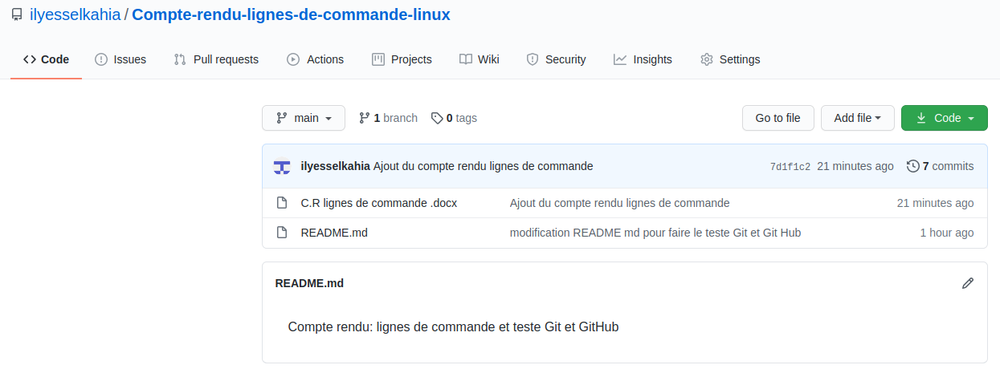 ilyesselkahia / Compte-rendu-lignes-de-commande-linux
Code Issues Pull requests Actions Projects Wiki Security Insights Settings
main 1 branch 0 tags Go to file Add file Code
ilyesselkahia Ajout du compte rendu lignes de commande 7d1f1c2 21 minutes ago 7 commits
C.R lignes de commande .docx Ajout du compte rendu lignes de commande 21 minutes ago
README.md modification README md pour faire le teste Git et Git Hub 1 hour ago
README.md
Compte rendu: lignes de commande et teste Git et GitHub